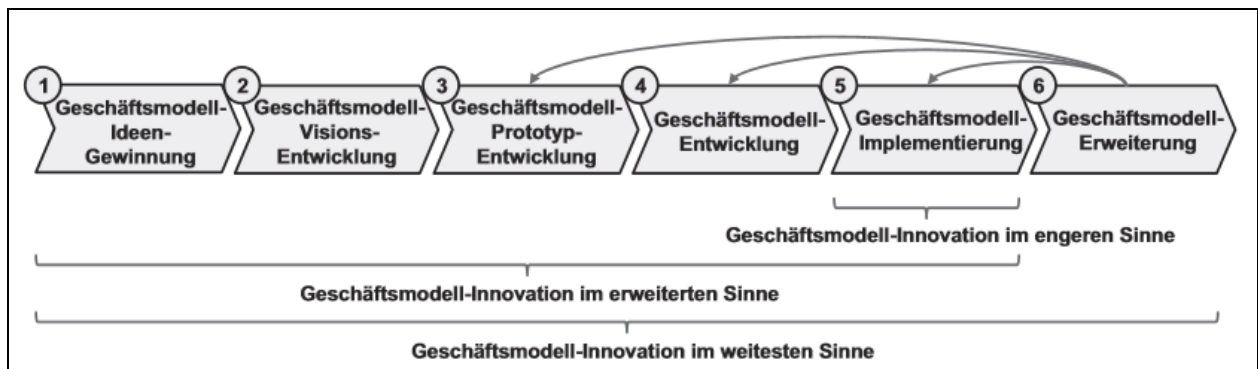 1
Geschäftsmodell-
Ideen-
Gewinnung
2
Geschäftsmodell-
Visions-
Entwicklung
3
Geschäftsmodell-
Prototyp-
Entwicklung
4
Geschäftsmodell-
Entwicklung
5
Geschäftsmodell-
Implementierung
6
Geschäftsmodell-
Erweiterung
Geschäftsmodell-Innovation im engeren Sinne
Geschäftsmodell-Innovation im erweiterten Sinne
Geschäftsmodell-Innovation im weitesten Sinne